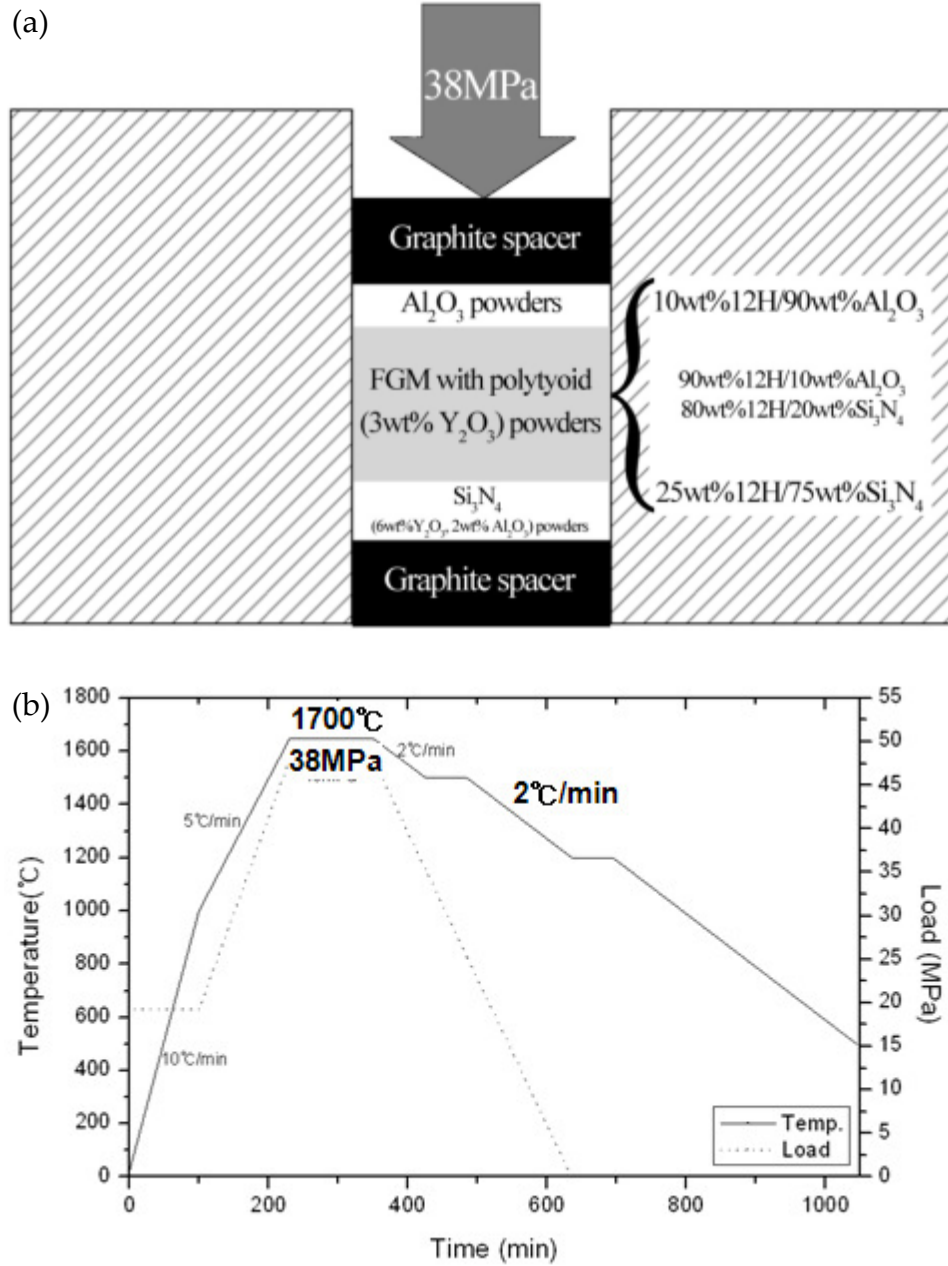 (a)
38MPa
Graphite spacer
Al₂O₃ powders
FGM with polytyoid
(3wt% Y₂O₃) powders
Si₃N₄
(6wt%Y₂O₃, 2wt% Al₂O₃) powders
Graphite spacer
10wt%12H/90wt%Al₂O₃
90wt%12H/10wt%Al₂O₃
80wt%12H/20wt%Si₃N₄
25wt%12H/75wt%Si₃N₄
(b)
1700℃
38MPa
2℃/min
2℃/min
5℃/min
10℃/min
Temperature(℃)
1800
1600
1400
1200
1000
800
600
400
200
0
Load (MPa)
55
50
45
40
35
30
25
20
15
10
5
0
Temp.
Load
0
200
400
600
800
1000
Time (min)